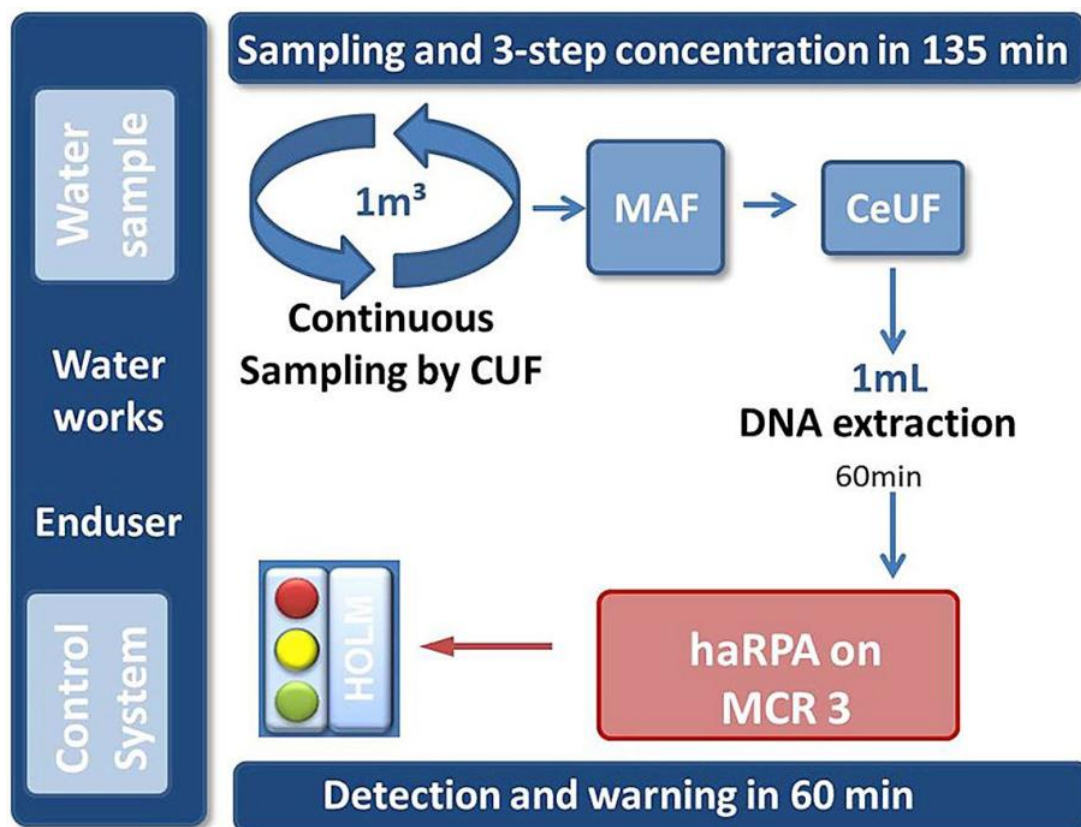 Sampling and 3-step concentration in 135 min
Water
sample
Water
works
Enduser
Control
System
1m³
Continuous
Sampling by CUF
MAF
CeUF
1mL
DNA extraction
60min
haRPA on
MCR 3
HOLM
Detection and warning in 60 min